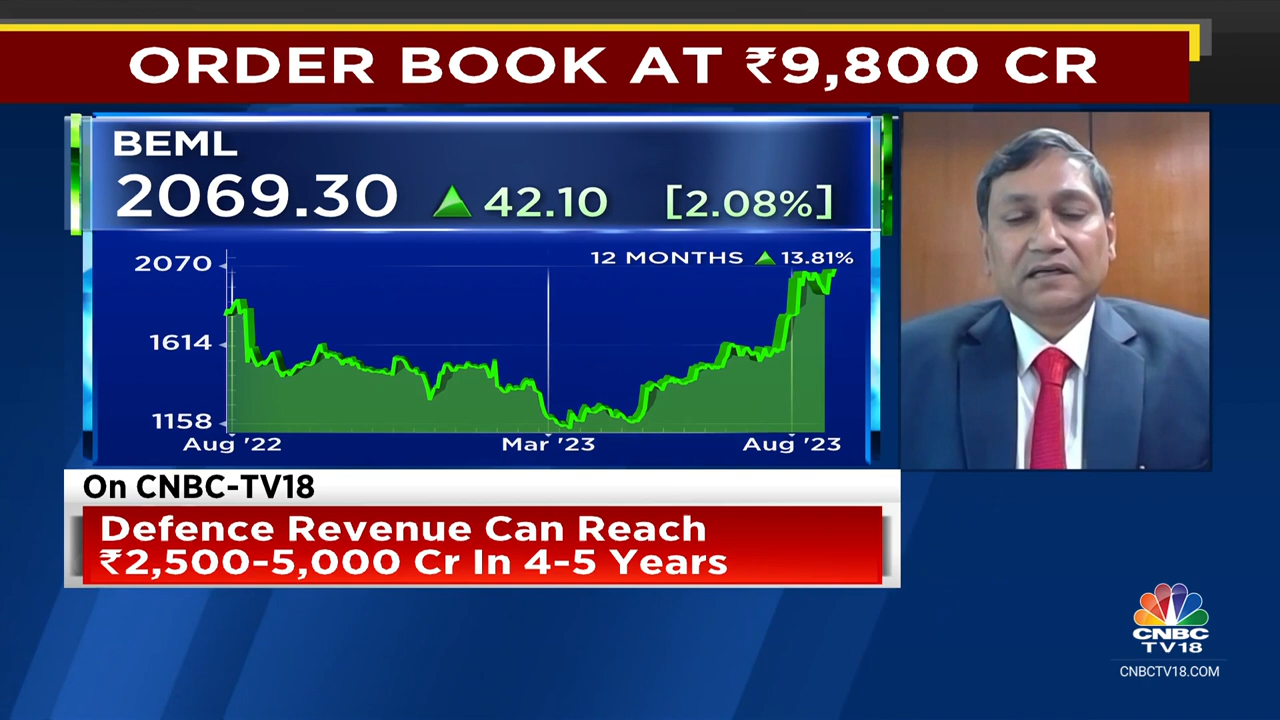 ORDER BOOK AT ₹9,800 CR
BEML
2069.30 ▲ 42.10 [2.08%]
12 MONTHS ▲ 13.81%
2070
1614
1158
Aug '22 Mar '23 Aug '23
On CNBC-TV18
Defence Revenue Can Reach
₹2,500-5,000 Cr In 4-5 Years
CNBC
TV18
CNBCTV18.COM